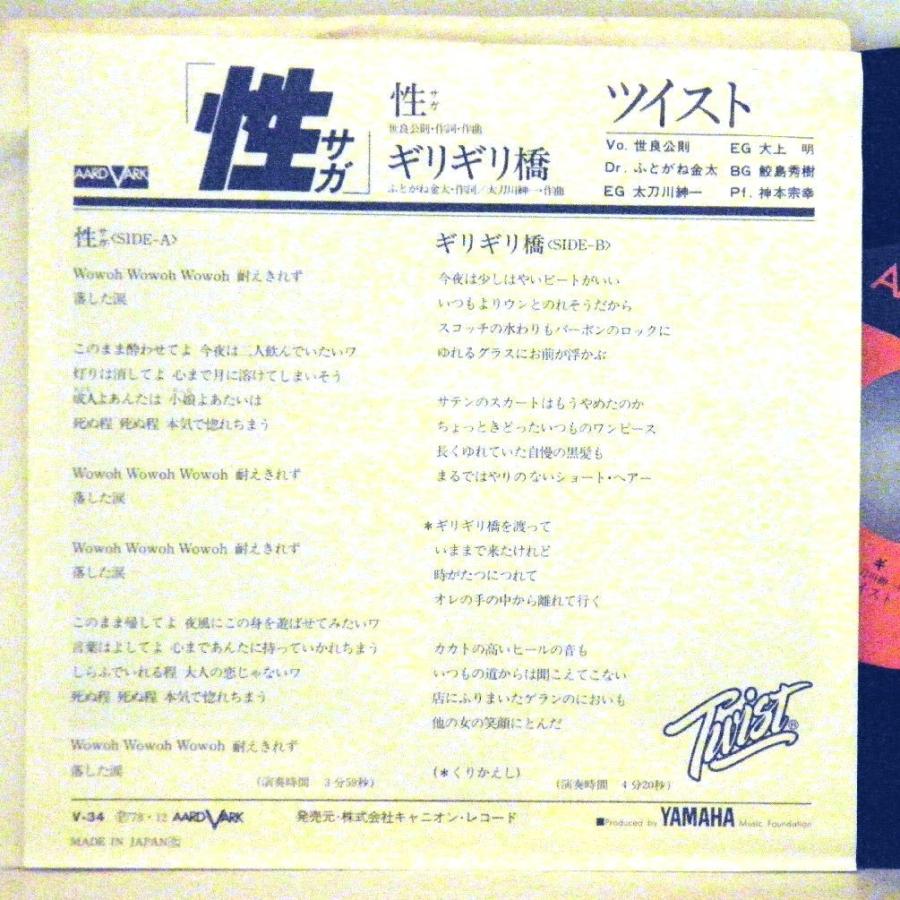 「性サガ」
性サガ
世良公則・作詞・作曲
ギリギリ橋
ふとがね金太・作詞／太刀川紳一・作曲
ツイスト
Vo. 世良公則 EG 大上 明
Dr. ふとがね金太 BG 鮫島秀樹
EG 太刀川紳一 Pf. 神本宗幸
AARDVARK
性サガ<SIDE-A>
Wowoh Wowoh Wowoh 耐えきれず
落した涙
このまま酔わせてよ 今夜は二人飲んでいたいワ
灯りは消してよ 心まで月に溶けてしまいそう
成人よあんたは 小娘よあたいは
死ぬ程 死ぬ程 本気で惚れちまう
Wowoh Wowoh Wowoh 耐えきれず
落した涙
Wowoh Wowoh Wowoh 耐えきれず
落した涙
このまま帰してよ 夜風にこの身を遊ばせてみたいワ
言葉はよしてよ 心まであんたに持っていかれちまう
しらふでいれる程 大人の恋じゃないワ
死ぬ程 死ぬ程 本気で惚れちまう
Wowoh Wowoh Wowoh 耐えきれず
落した涙
(演奏時間 3分59秒)
ギリギリ橋<SIDE-B>
今夜は少しはやいビートがいい
いつもよりウンとのれそうだから
スコッチの水わりもバーボンのロックに
ゆれるグラスにお前が浮かぶ
サテンのスカートはもうやめたのか
ちょっときどったいつものワンピース
長くゆれていた自慢の黒髪も
まるではやりのないショート・ヘアー
＊ギリギリ橋を渡って
いままで来たけれど
時がたつにつれて
オレの手の中から離れて行く
カカトの高いヒールの音も
いつもの道からは聞こえてこない
店にふりまいたゲランのにおいも
他の女の笑顔にとんだ
(＊くりかえし)
(演奏時間 4分20秒)
Twist®
V-34 ℗'78・12 AARDVARK 発売元・株式会社キャニオン・レコード
■Produced by YAMAHA Music Foundation
MADE IN JAPAN